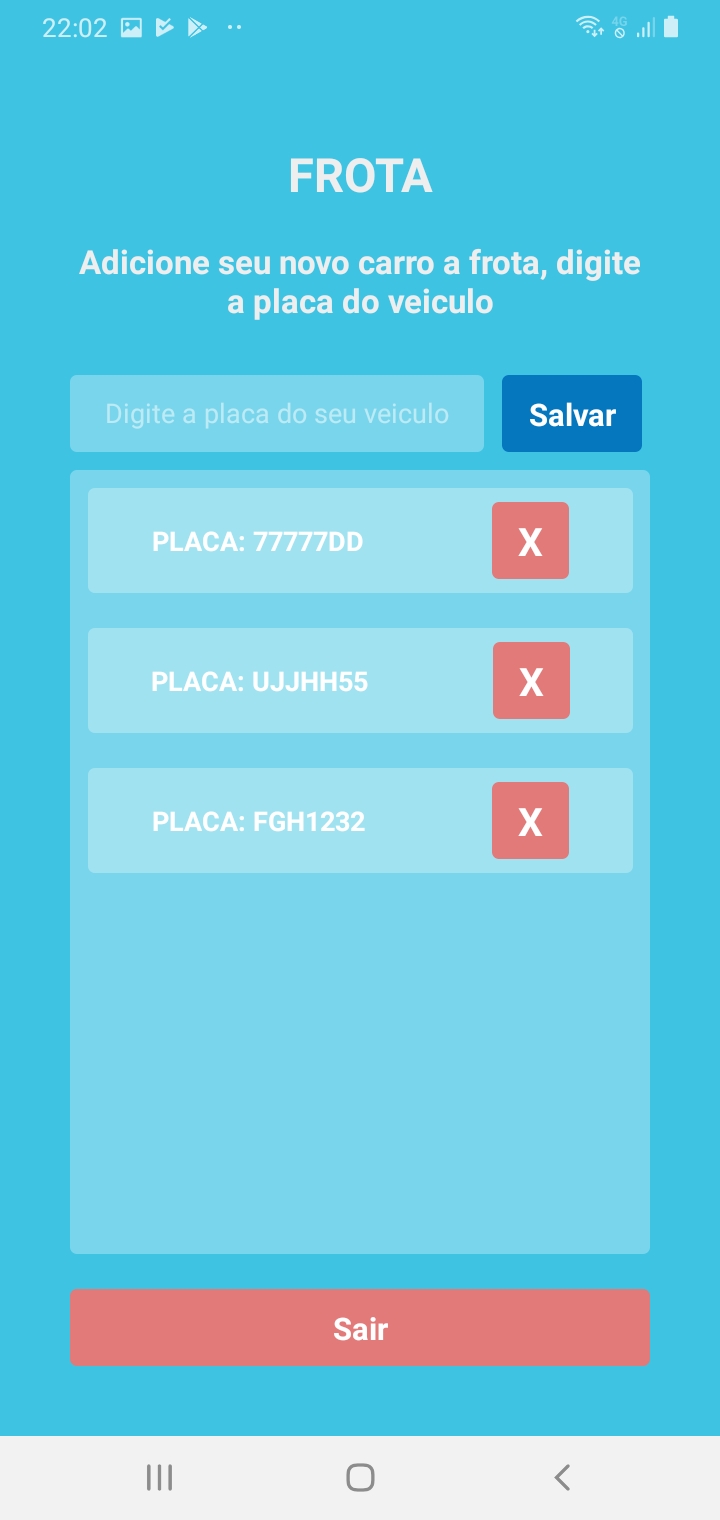 22:02
4G
FROTA
Adicione seu novo carro a frota, digite
a placa do veiculo
Digite a placa do seu veiculo
Salvar
PLACA: 77777DD
X
PLACA: UJJHH55
X
PLACA: FGH1232
X
Sair